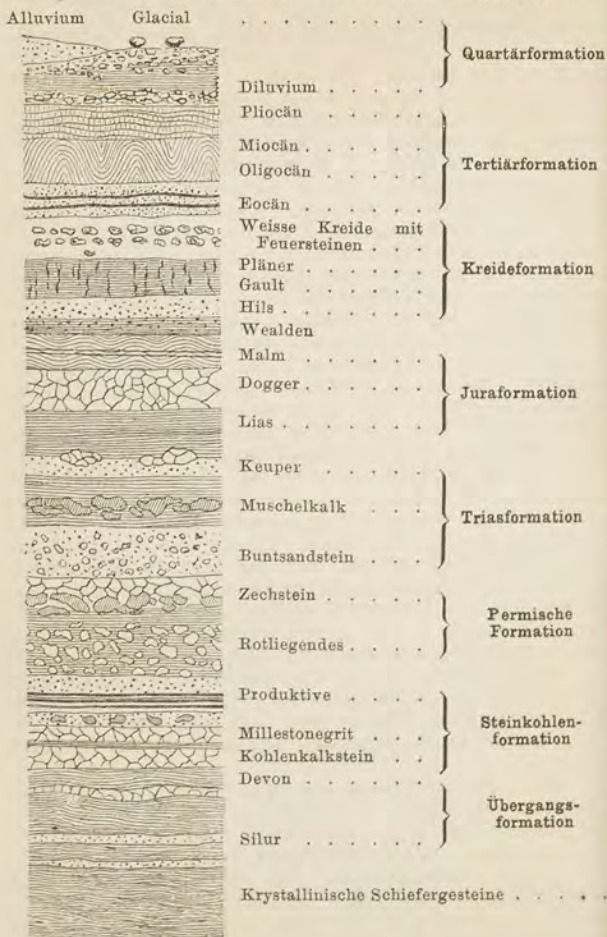 Alluvium Glacial . . . . . . . . .
Quartärformation
Diluvium . . . . .
Pliocän . . . . .
Miocän . . . . . .
Tertiärformation
Oligocän . . . . .
Eocän . . . . . .
Weisse Kreide mit
Feuersteinen . . .
Pläner . . . . . .
Kreideformation
Gault . . . . . .
Hils . . . . . . .
Wealden
Malm . . . . . .
Dogger . . . . . .
Juraformation
Lias . . . . . . .
Keuper . . . . .
Muschelkalk . . .
Triasformation
Buntsandstein . . .
Zechstein . . . . .
Permische
Formation
Rotliegendes . . . .
Produktive . . . .
Steinkohlen-
Millestonegrit . . .
formation
Kohlenkalkstein . .
Devon . . . . . .
Übergangs-
formation
Silur . . . . . .
Krystallinische Schiefergesteine . . . . .